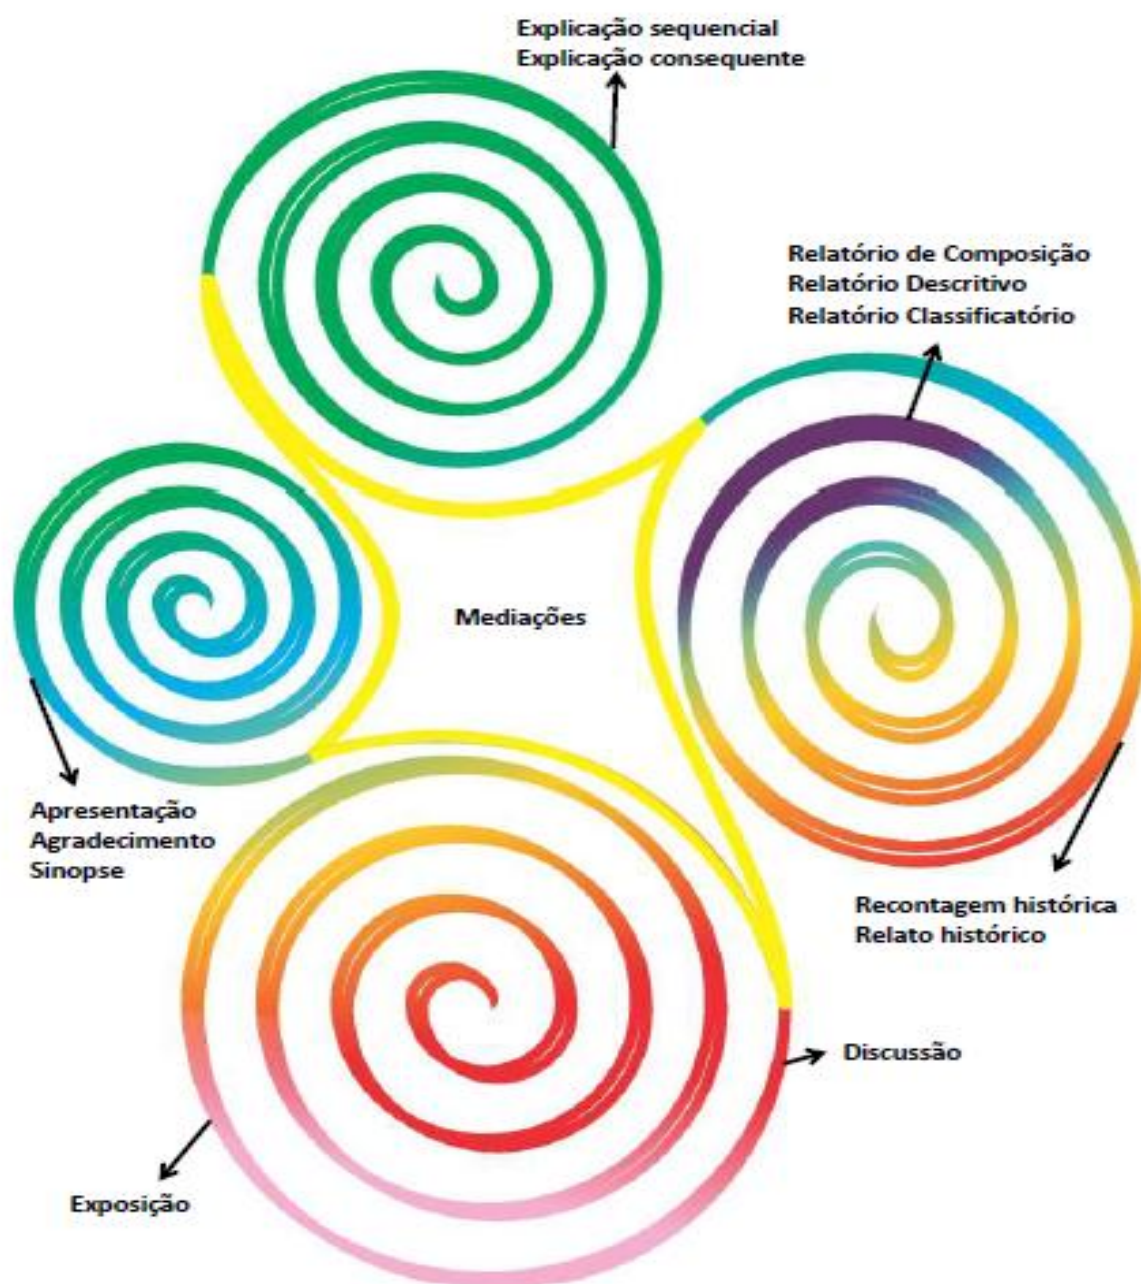 Explicação sequencial
Explicação consequente
Relatório de Composição
Relatório Descritivo
Relatório Classificatório
Mediações
Apresentação
Agradecimento
Sinopse
Recontagem histórica
Relato histórico
Discussão
Exposição